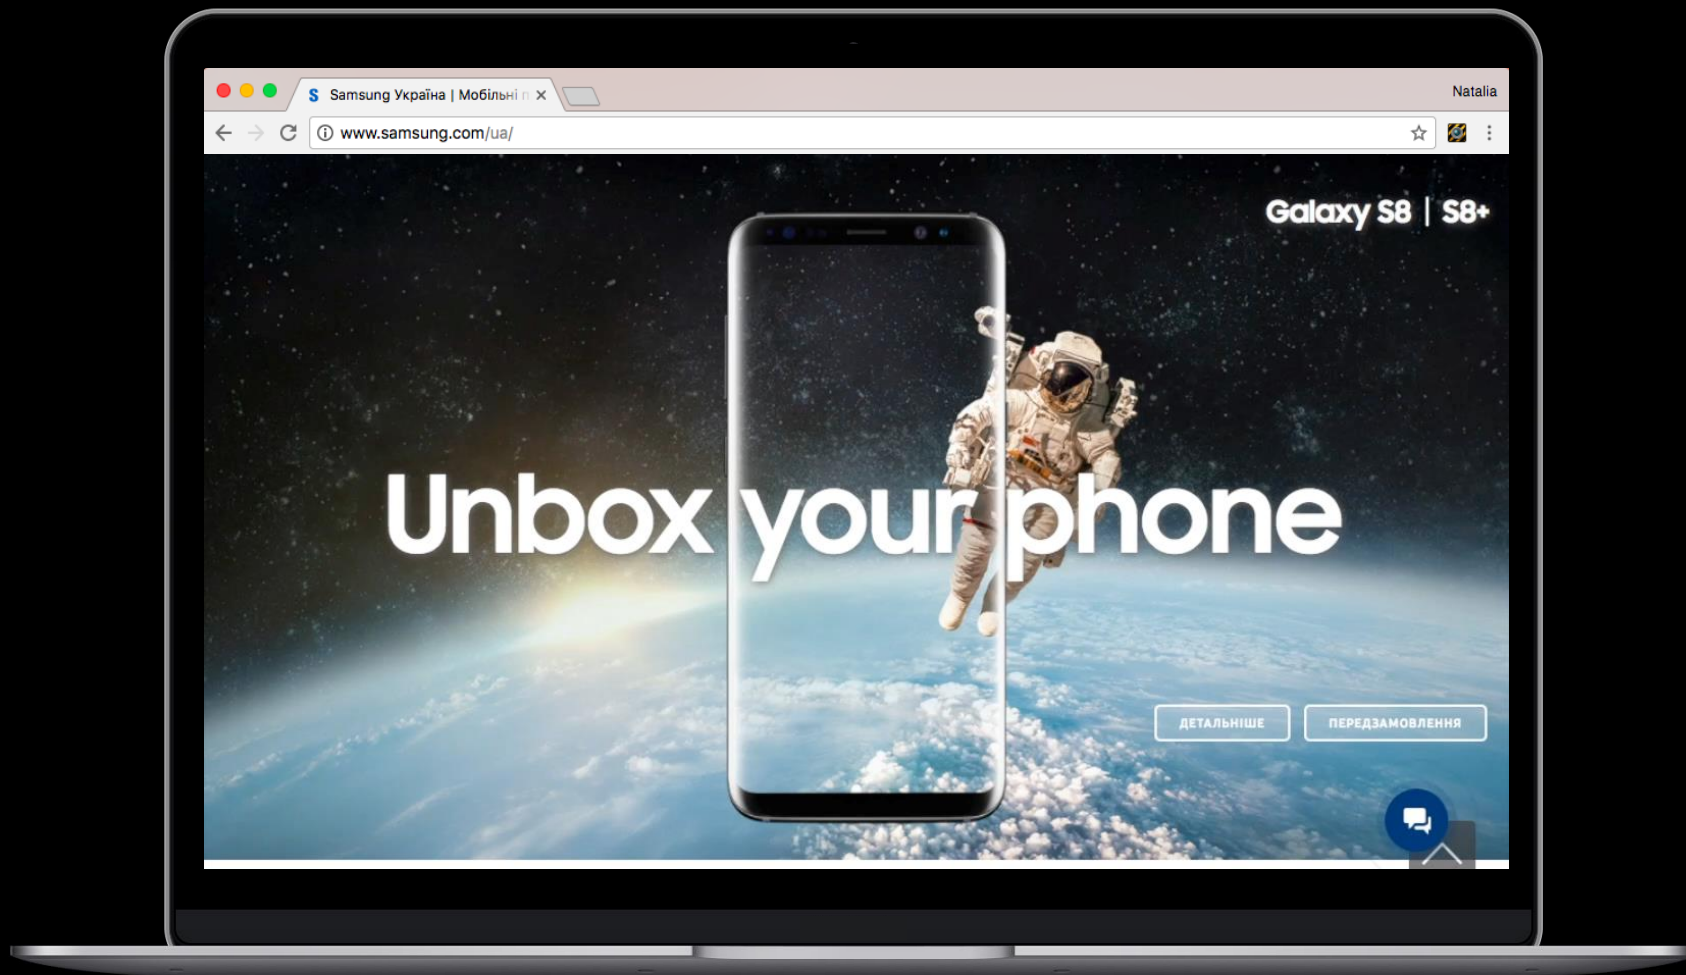 Samsung Україна | Мобільні п
Natalia
www.samsung.com/ua/
Galaxy S8 | S8+
Unbox your phone
ДЕТАЛЬНІШЕ
ПЕРЕДЗАМОВЛЕННЯ